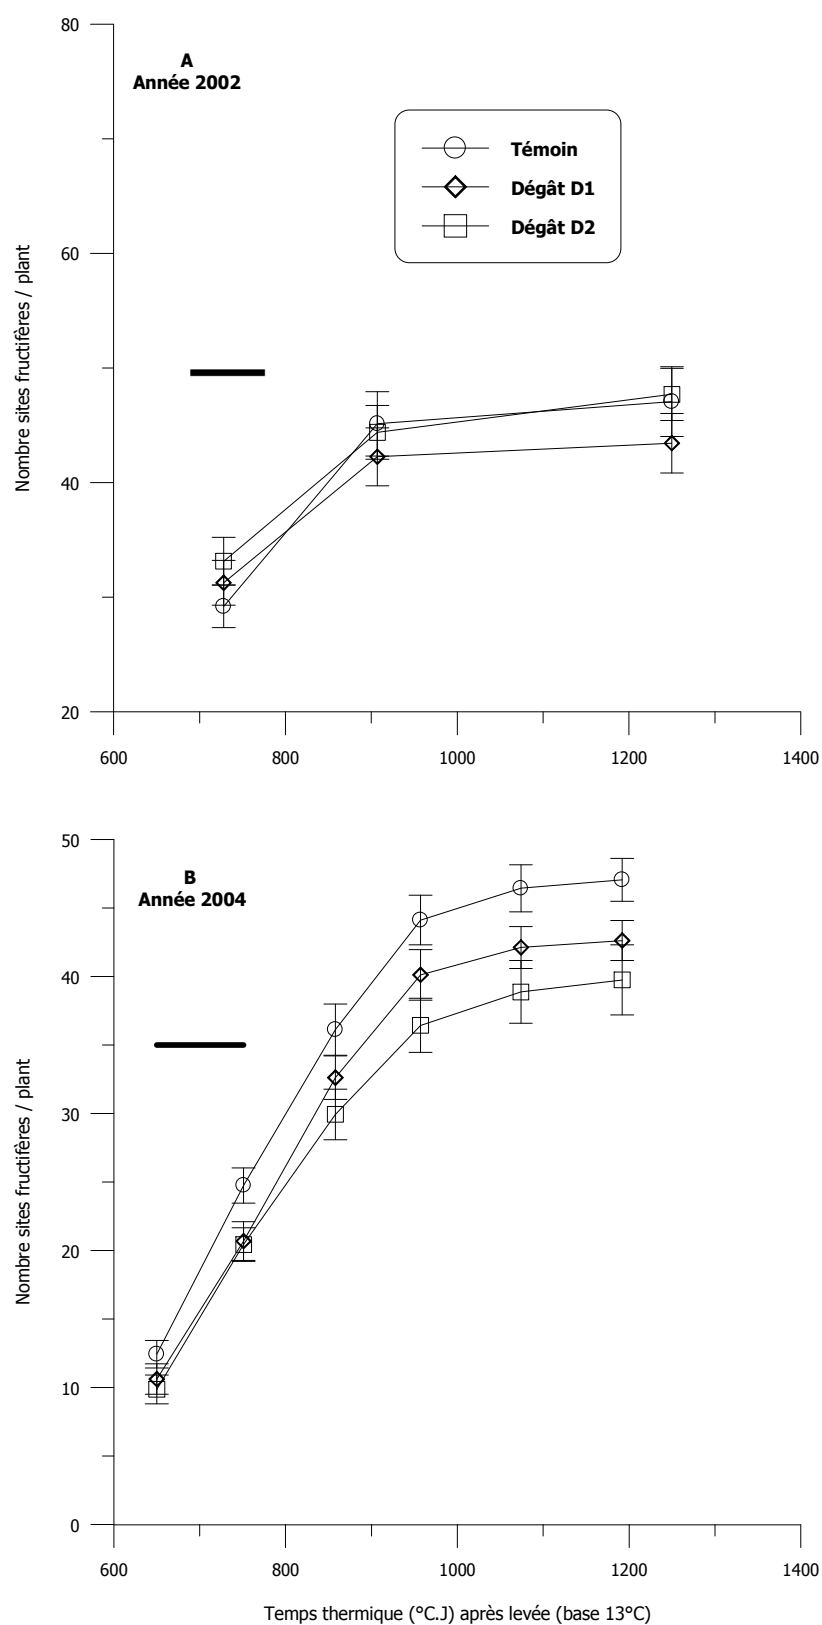 80
A
Année 2002
Témoin
Dégât D1
Dégât D2
60
Nombre sites fructifères / plant
40
20
600 800 1000 1200 1400
50
B
Année 2004
40
30
Nombre sites fructifères / plant
20
10
0
600 800 1000 1200 1400
Temps thermique (°C.J) après levée (base 13°C)